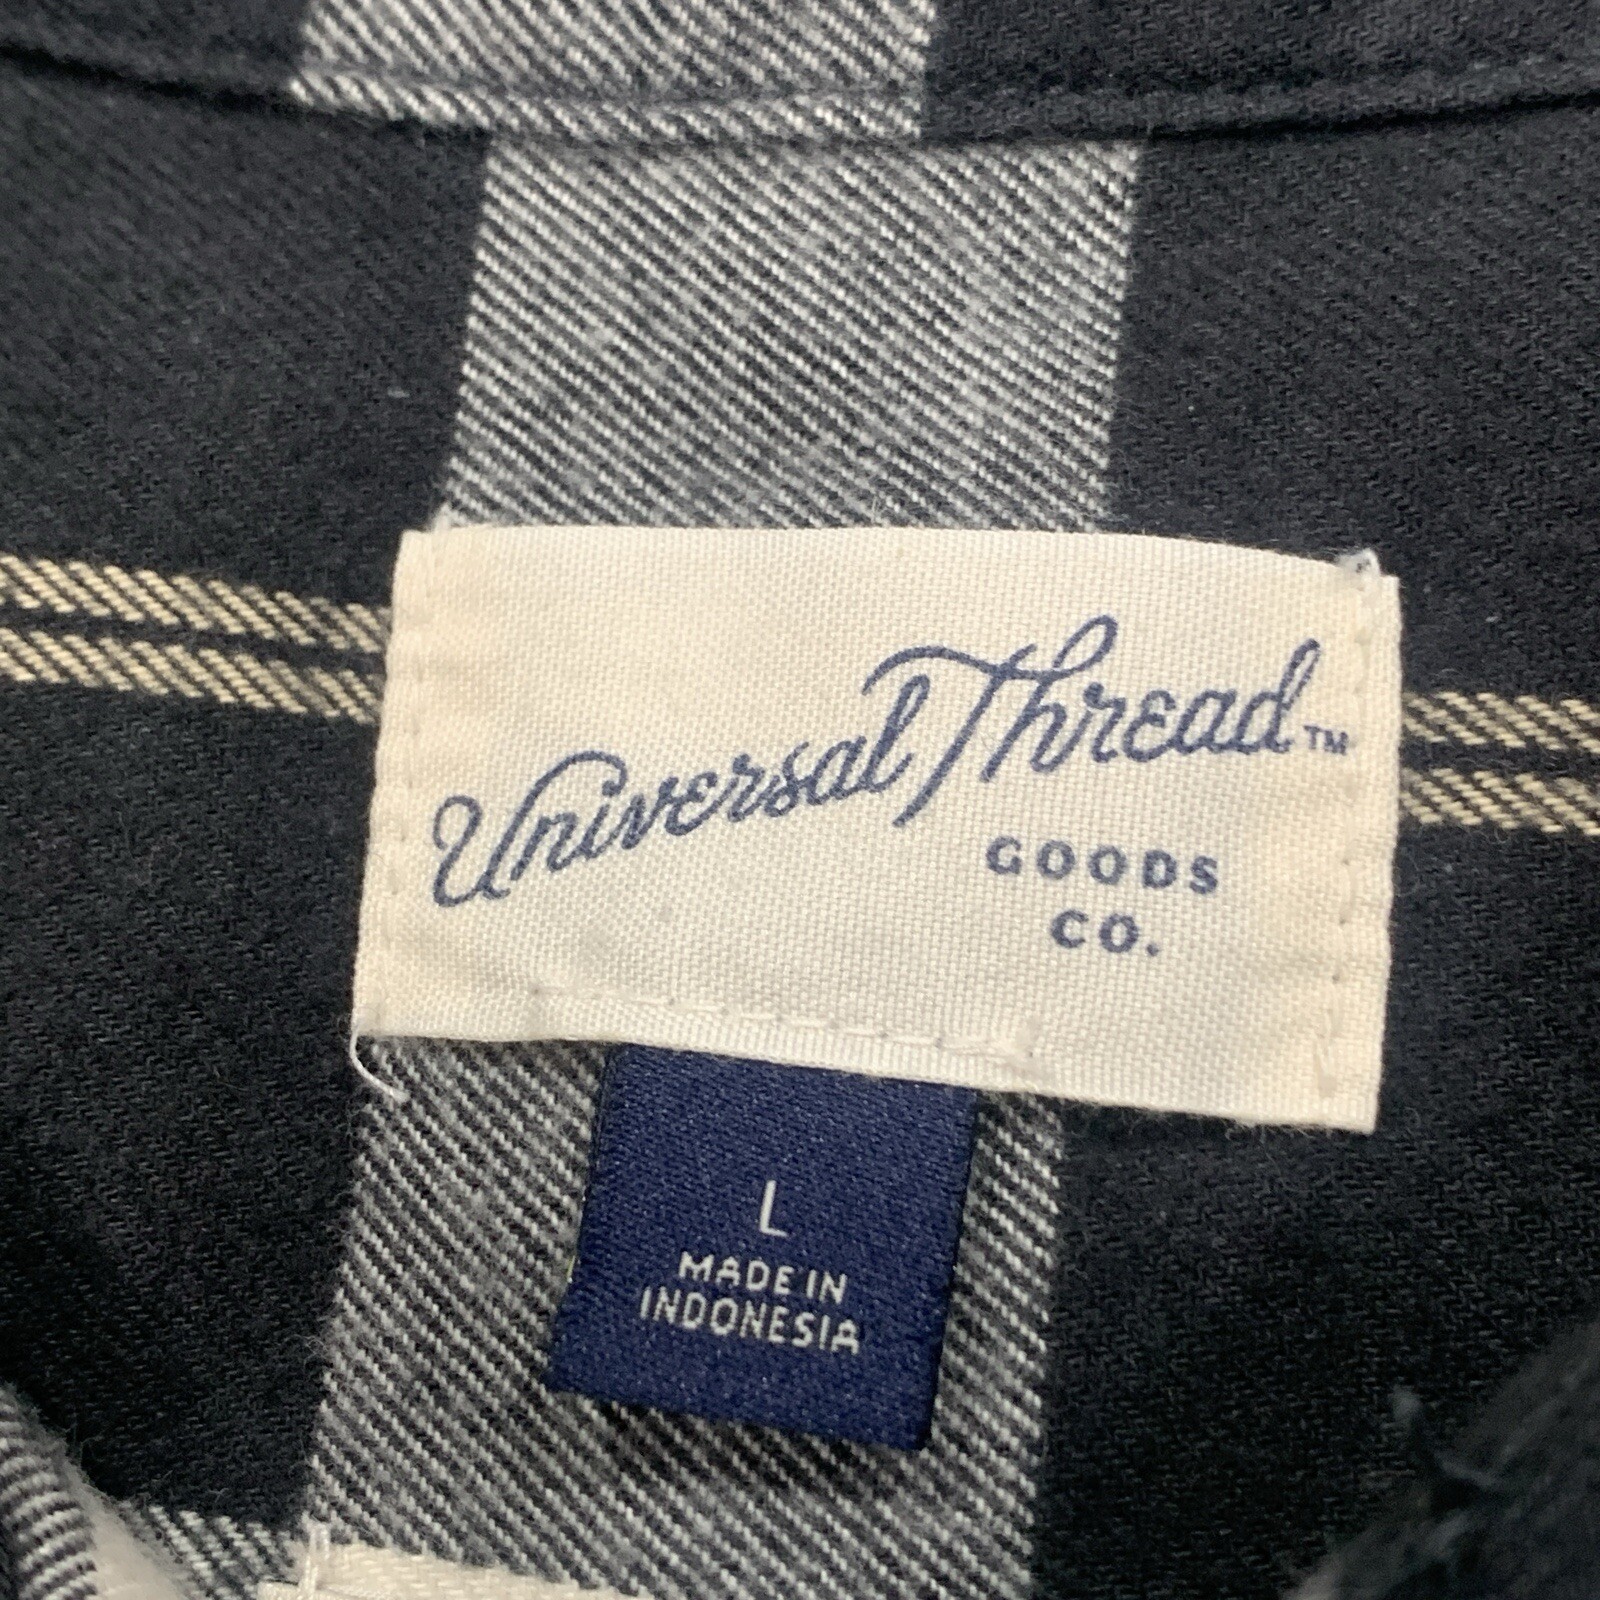 Universal Thread™
GOODS
CO.
L
MADE IN
INDONESIA